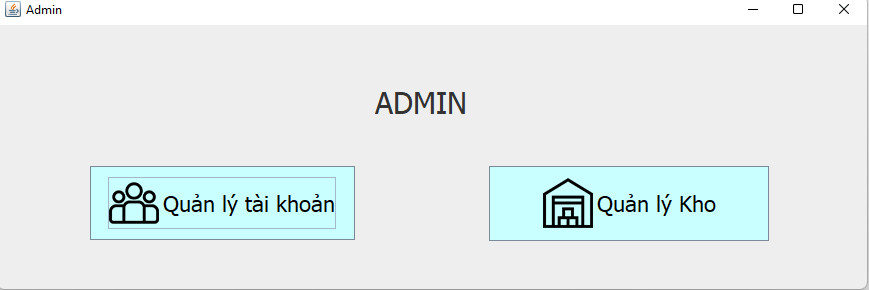 Admin
ADMIN
Quản lý tài khoản
Quản lý Kho